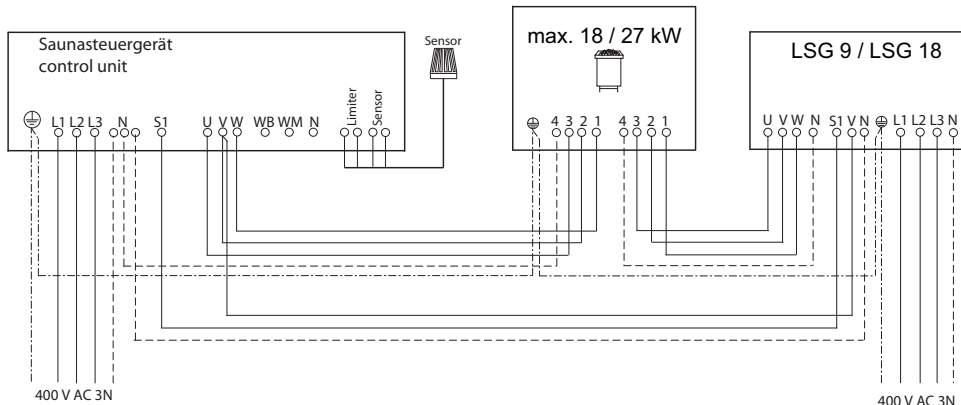 Saunasteuergerät
control unit
L1 L2 L3 N S1 U V W WB WM N Limiter Sensor
Sensor
max. 18 / 27 kW
4 3 2 1 4 3 2 1
LSG 9 / LSG 18
U V W N S1 V N L1 L2 L3 N
400 V AC 3N
400 V AC 3N